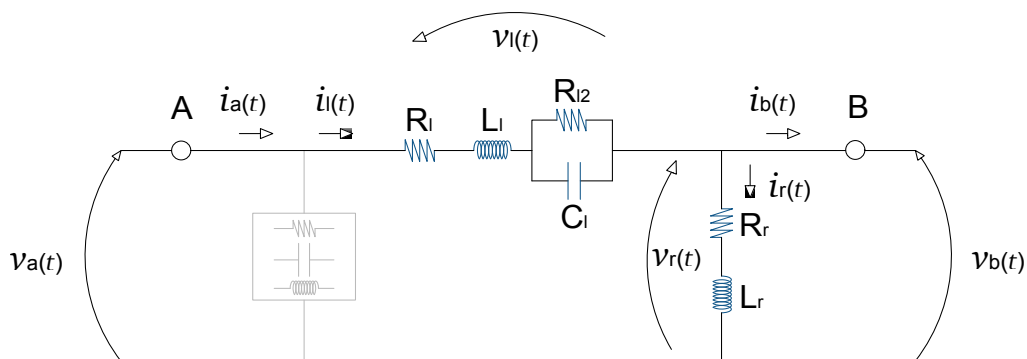 vl(t)
A
ia(t)
il(t)
Rl
Ll
Rl2
Cl
ib(t)
B
ir(t)
Rr
va(t)
vr(t)
vb(t)
Lr